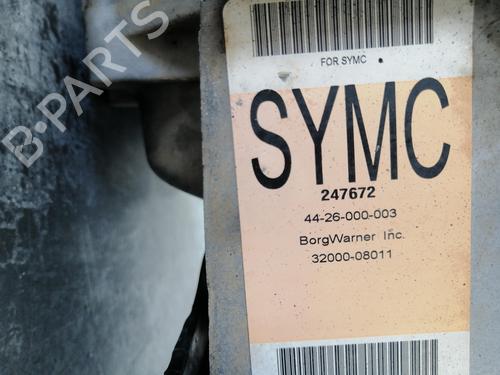 B-PARTS
FOR SYMC
SYMC
247672
44-26-000-003
BorgWarner Inc.
32000-08011